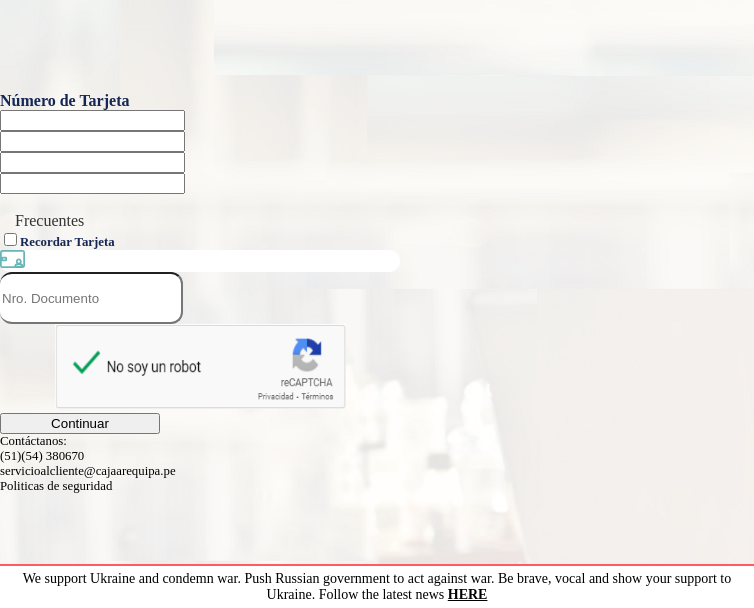 Número de Tarjeta
Frecuentes
Recordar Tarjeta
Nro. Documento
No soy un robot
reCAPTCHA
Privacidad - Términos
Continuar
Contáctanos:
(51)(54) 380670
servicioalcliente@cajaarequipa.pe
Politicas de seguridad
We support Ukraine and condemn war. Push Russian government to act against war. Be brave, vocal and show your support to
Ukraine. Follow the latest news HERE